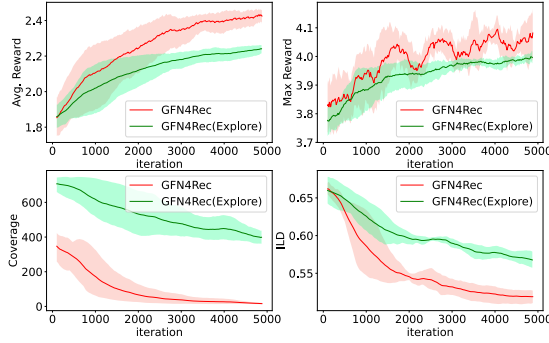 Avg. Reward
2.4
2.2
2.0
1.8
GFN4Rec
GFN4Rec(Explore)
0 1000 2000 3000 4000 5000
iteration
Max Reward
4.1
4.0
3.9
3.8
3.7
GFN4Rec
GFN4Rec(Explore)
0 1000 2000 3000 4000 5000
iteration
Coverage
600
400
200
0
GFN4Rec
GFN4Rec(Explore)
0 1000 2000 3000 4000 5000
iteration
ILD
0.65
0.60
0.55
GFN4Rec
GFN4Rec(Explore)
0 1000 2000 3000 4000 5000
iteration